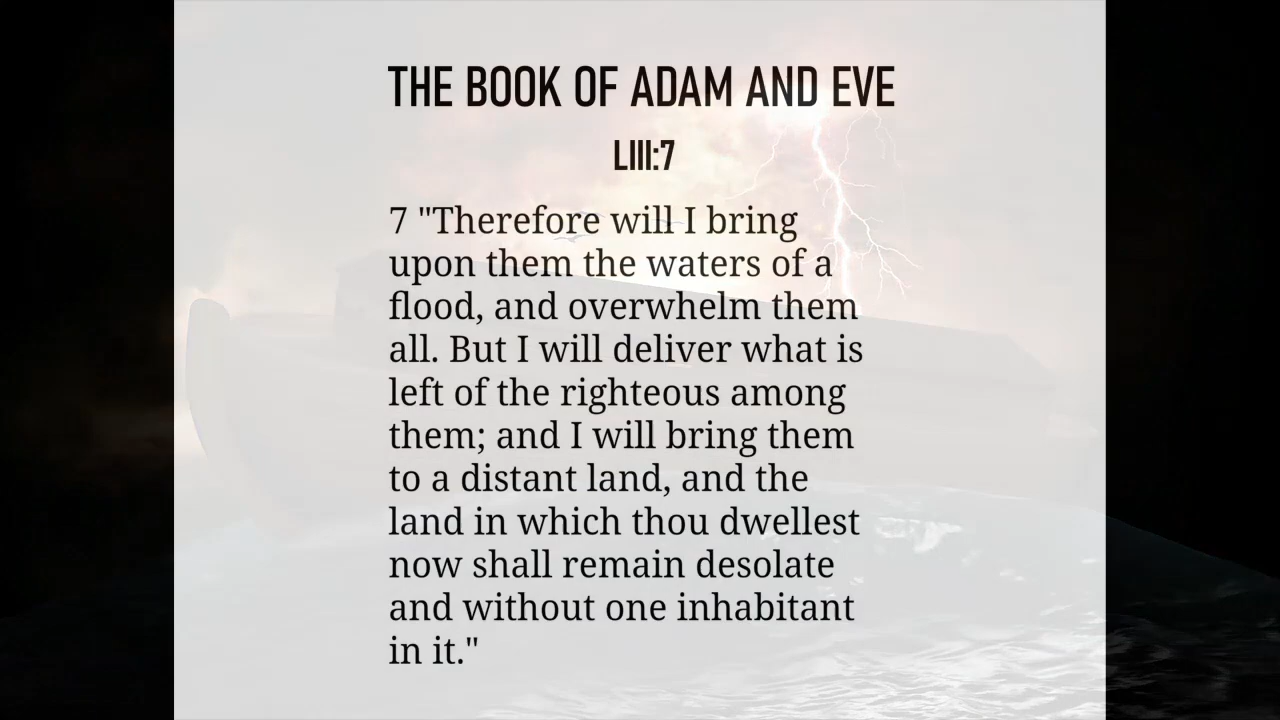 THE BOOK OF ADAM AND EVE
LIII:7
7 "Therefore will I bring
upon them the waters of a
flood, and overwhelm them
all. But I will deliver what is
left of the righteous among
them; and I will bring them
to a distant land, and the
land in which thou dwellest
now shall remain desolate
and without one inhabitant
in it."